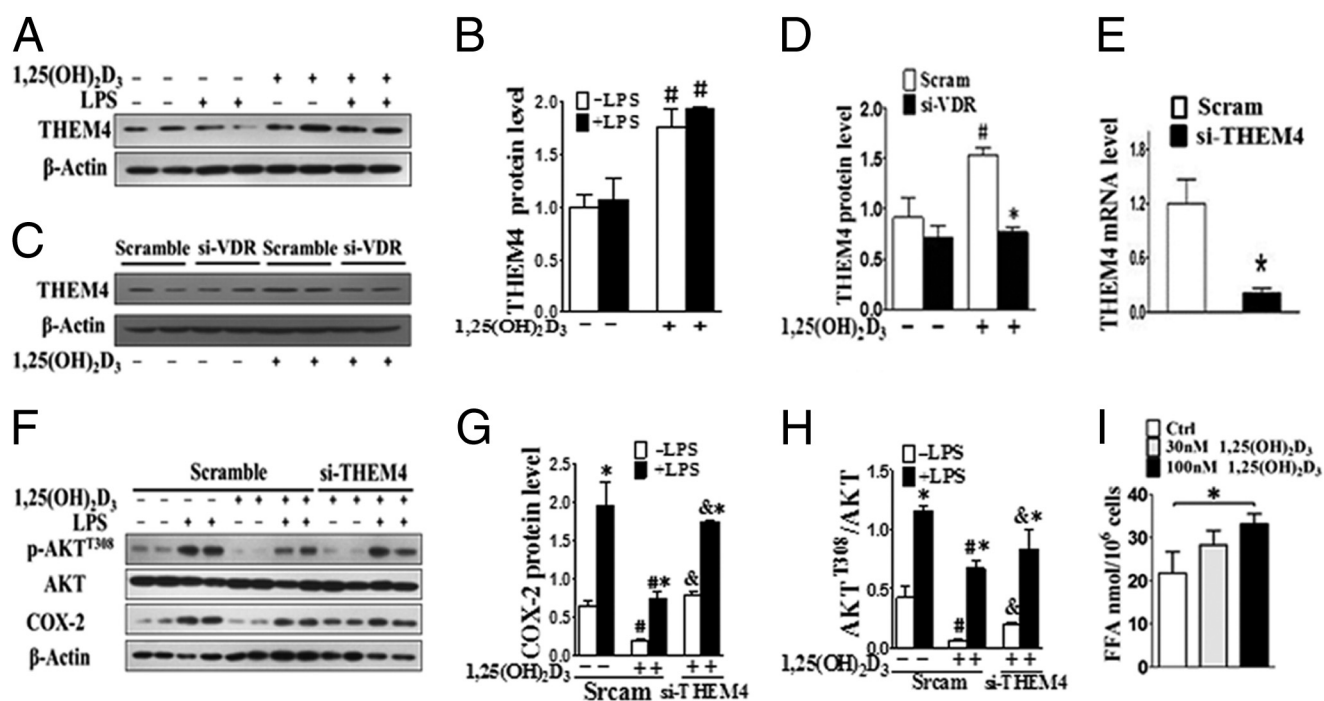 A
1,25(OH)₂D₃ – – – – + + + +
LPS – – + + – – + +
THEM4
β-Actin
B
THEM4 protein level
2.0
1.5
1.0
0.5
0.0
–LPS
+LPS
# #
1,25(OH)₂D₃ – – + +
C
Scramble si-VDR Scramble si-VDR
THEM4
β-Actin
1,25(OH)₂D₃ – – – – + + + +
D
Scram
si-VDR
THEM4 protein level
2.0
1.5
1.0
0.5
0.0
#
*
1,25(OH)₂D₃ – – + +
E
Scram
si-THEM4
THEM4 mRNA level
1.8
1.2
0.6
0.0
*
F
Scramble si-THEM4
1,25(OH)₂D₃ – – – – + + + + + + + +
LPS – – + + – – + + – – + +
p-AKTᵀ³⁰⁸
AKT
COX-2
β-Actin
G
–LPS
+LPS
COX-2 protein level
2.5
2.0
1.5
1.0
0.5
0.0
*
#
#*
&
&*
1,25(OH)₂D₃ – – ++ ++
Srcam si-THEM4
H
–LPS
+LPS
AKTᵀ³⁰⁸/AKT
1.5
1.0
0.5
0.0
*
#
#*
&
&*
1,25(OH)₂D₃ – – ++ ++
Srcam si-THEM4
I
Ctrl
30nM 1,25(OH)₂D₃
100nM 1,25(OH)₂D₃
FFA nmol/10⁶ cells
40
30
20
10
0
*